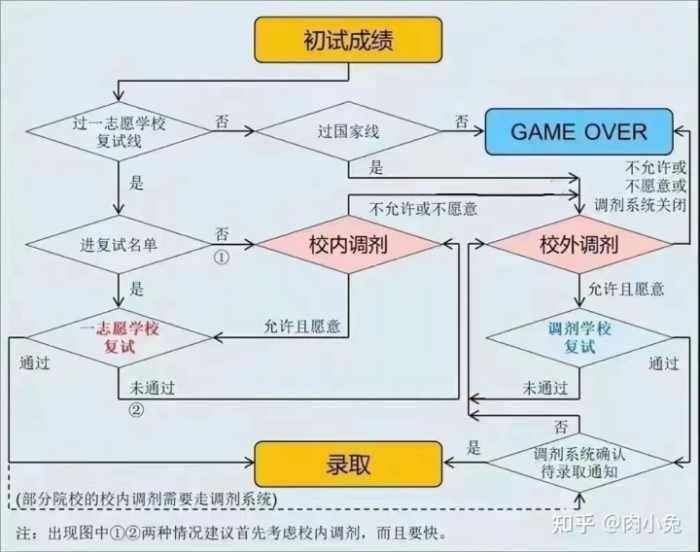 初试成绩
过一志愿学校
复试线
否
过国家线
否
GAME OVER
是
是
不允许或
不愿意或
调剂系统关闭
不允许或不愿意
进复试名单
否
①
校内调剂
校外调剂
是
允许且愿意
允许且愿意
一志愿学校
复试
调剂学校
复试
通过
未通过
②
未通过
通过
否
录取
是
调剂系统确认
待录取通知
(部分院校的校内调剂需要走调剂系统)
注：出现图中①②两种情况建议首先考虑校内调剂，而且要快。
知乎 @肉小兔